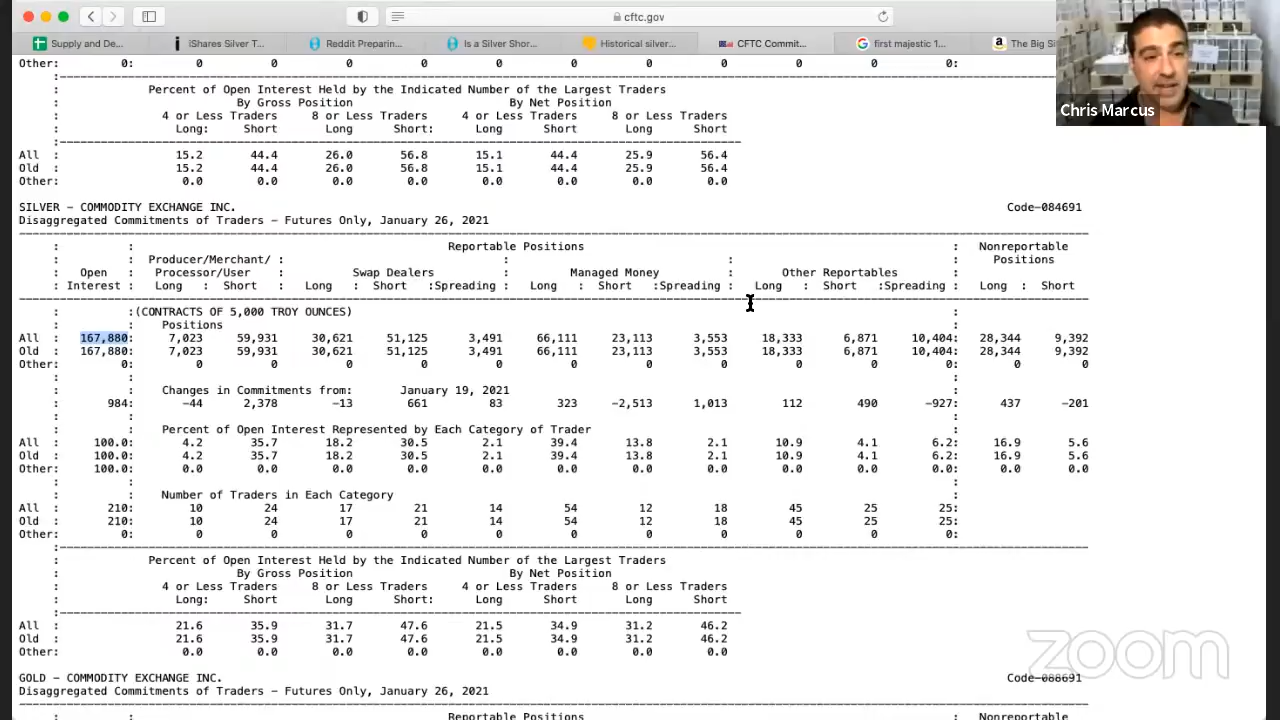 cftc.gov
Supply and De...
iShares Silver T...
Reddit Preparin...
Is a Silver Shor...
Historical silver...
CFTC Commit...
first majestic 1...
The Big Si
Chris Marcus
Other: 0: 0 0 0 0 0 0 0 0 0 0 0:
Percent of Open Interest Held by the Indicated Number of the Largest Traders
By Gross Position By Net Position
4 or Less Traders 8 or Less Traders 4 or Less Traders 8 or Less Traders
Long: Short Long Short: Long Short Long Short
All : 15.2 44.4 26.0 56.8 15.1 44.4 25.9 56.4
Old : 15.2 44.4 26.0 56.8 15.1 44.4 25.9 56.4
Other: 0.0 0.0 0.0 0.0 0.0 0.0 0.0 0.0
SILVER - COMMODITY EXCHANGE INC. Code-084691
Disaggregated Commitments of Traders - Futures Only, January 26, 2021
: : Reportable Positions : Nonreportable
: : Producer/Merchant/ : : : Positions
: Open : Processor/User : Swap Dealers : Managed Money : Other Reportables :
: Interest : Long : Short : Long : Short :Spreading : Long : Short :Spreading : Long : Short :Spreading : Long : Short
: :(CONTRACTS OF 5,000 TROY OUNCES) :
: : Positions :
All : 167,880: 7,023 59,931 30,621 51,125 3,491 66,111 23,113 3,553 18,333 6,871 10,404: 28,344 9,392
Old : 167,880: 7,023 59,931 30,621 51,125 3,491 66,111 23,113 3,553 18,333 6,871 10,404: 28,344 9,392
Other: 0: 0 0 0 0 0 0 0 0 0 0 0: 0 0
: : Changes in Commitments from: January 19, 2021 :
: 984: -44 2,378 -13 661 83 323 -2,513 1,013 112 490 -927: 437 -201
: : Percent of Open Interest Represented by Each Category of Trader :
All : 100.0: 4.2 35.7 18.2 30.5 2.1 39.4 13.8 2.1 10.9 4.1 6.2: 16.9 5.6
Old : 100.0: 4.2 35.7 18.2 30.5 2.1 39.4 13.8 2.1 10.9 4.1 6.2: 16.9 5.6
Other: 100.0: 0.0 0.0 0.0 0.0 0.0 0.0 0.0 0.0 0.0 0.0 0.0: 0.0 0.0
: : Number of Traders in Each Category :
All : 210: 10 24 17 21 14 54 12 18 45 25 25:
Old : 210: 10 24 17 21 14 54 12 18 45 25 25:
Other: 0: 0 0 0 0 0 0 0 0 0 0 0:
Percent of Open Interest Held by the Indicated Number of the Largest Traders
By Gross Position By Net Position
4 or Less Traders 8 or Less Traders 4 or Less Traders 8 or Less Traders
Long: Short Long Short: Long Short Long Short
All : 21.6 35.9 31.7 47.6 21.5 34.9 31.2 46.2
Old : 21.6 35.9 31.7 47.6 21.5 34.9 31.2 46.2
Other: 0.0 0.0 0.0 0.0 0.0 0.0 0.0 0.0
zoom
GOLD - COMMODITY EXCHANGE INC. Code-088691
Disaggregated Commitments of Traders - Futures Only, January 26, 2021
: : Reportable Positions : Nonreportable